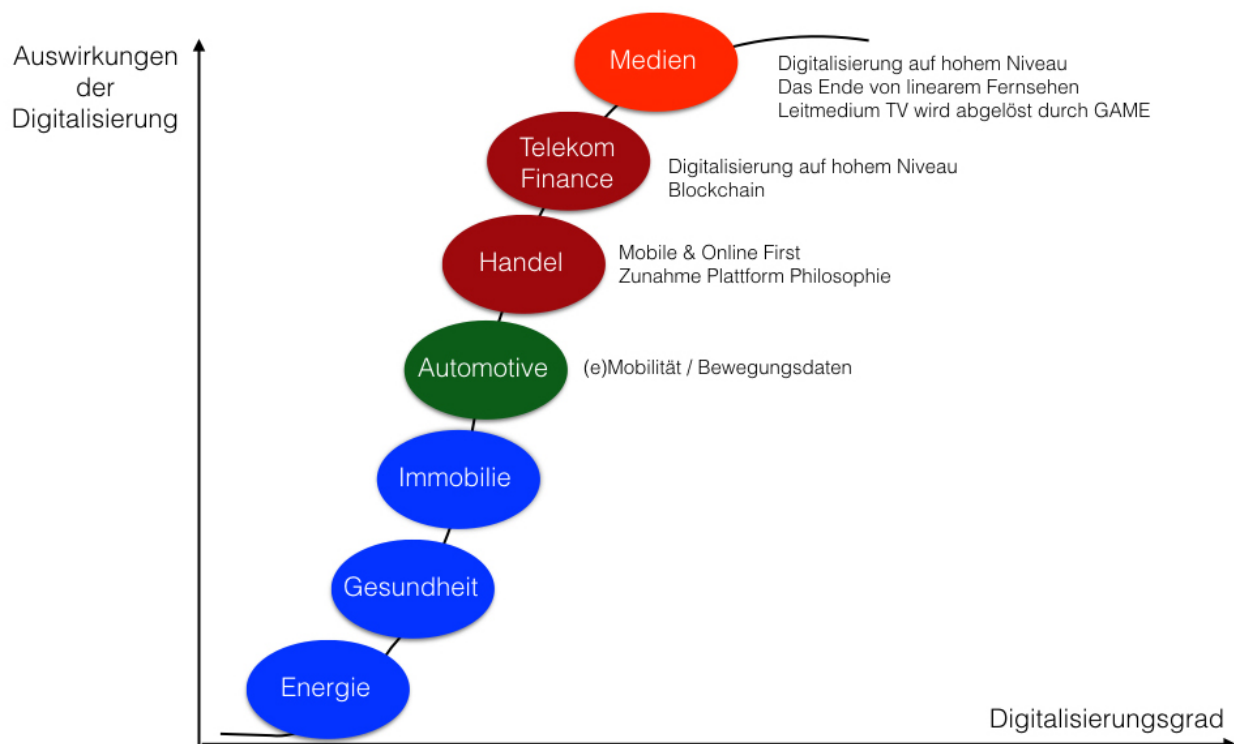 Auswirkungen
der
Digitalisierung
Medien
Digitalisierung auf hohem Niveau
Das Ende von linearem Fernsehen
Leitmedium TV wird abgelöst durch GAME
Telekom
Finance
Digitalisierung auf hohem Niveau
Blockchain
Handel
Mobile & Online First
Zunahme Plattform Philosophie
Automotive
(e)Mobilität / Bewegungsdaten
Immobilie
Gesundheit
Energie
Digitalisierungsgrad